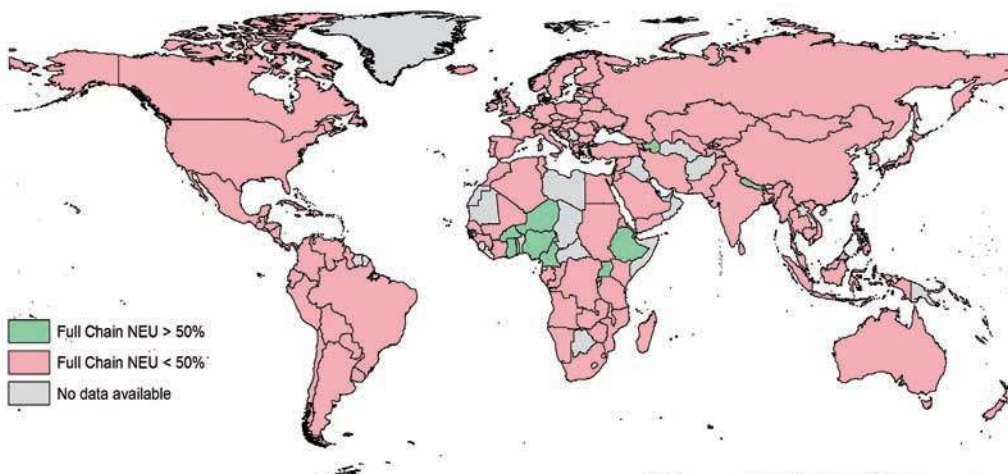 Full Chain NEU > 50%
Full Chain NEU < 50%
No data available